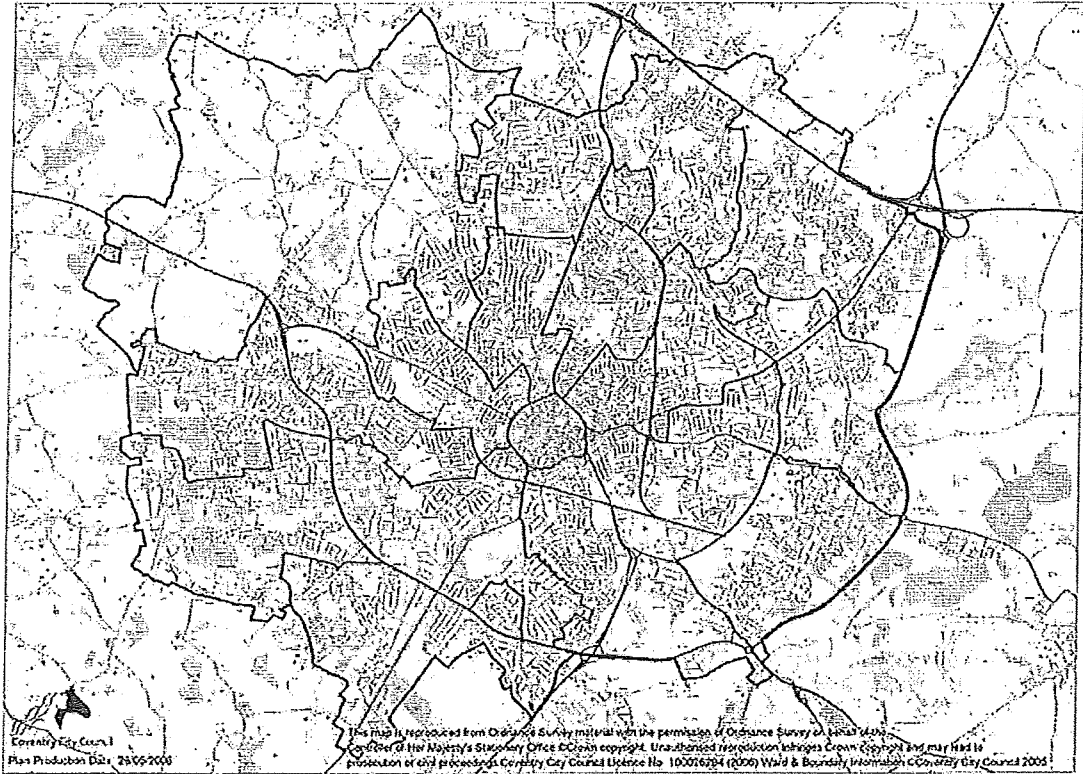 Coventry City Council
Plan Production Date: 26/05/2006
This map is reproduced from Ordnance Survey material with the permission of Ordnance Survey on behalf of the
Controller of Her Majesty's Stationery Office ©Crown copyright. Unauthorised reproduction infringes Crown copyright and may lead to
prosecution or civil proceedings Coventry City Council Licence No. 100026294 (2006) Ward & Boundary Information ©Coventry City Council 2005